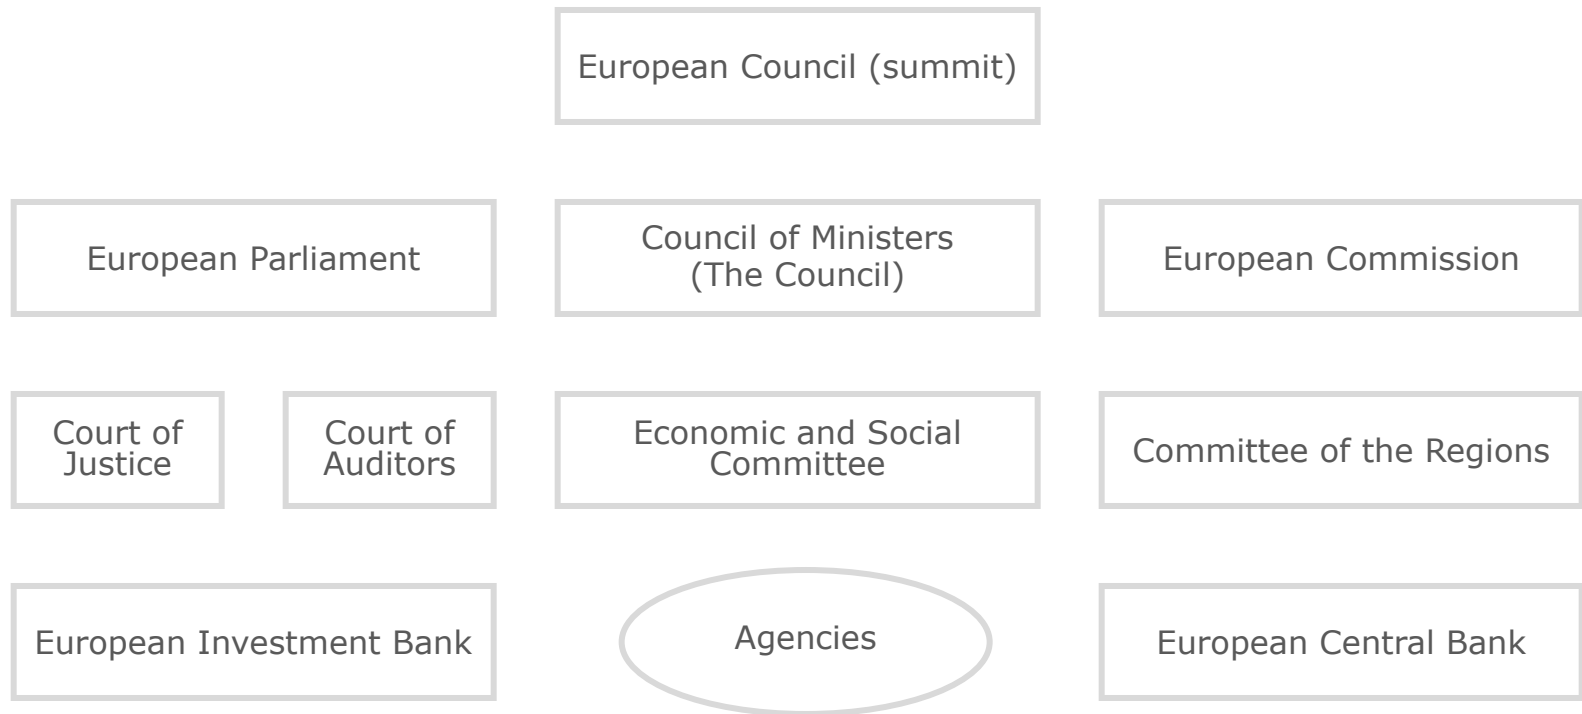 European Council (summit)
European Parliament
Council of Ministers
(The Council)
European Commission
Court of
Justice
Court of
Auditors
Economic and Social
Committee
Committee of the Regions
European Investment Bank
Agencies
European Central Bank